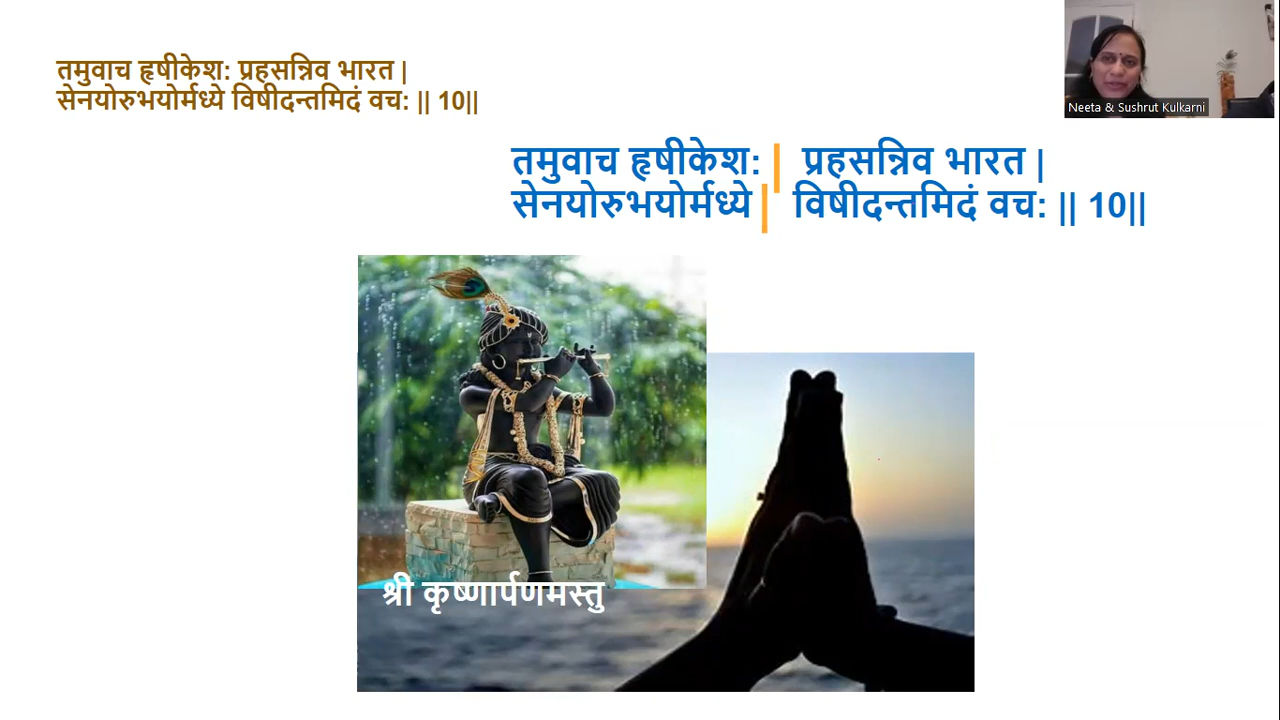 तमुवाच हृषीकेश: प्रहसन्निव भारत |
सेनयोरुभयोर्मध्ये विषीदन्तमिदं वच: || 10||
Neeta & Sushrut Kulkarni
तमुवाच हृषीकेश: | प्रहसन्निव भारत |
सेनयोरुभयोर्मध्ये | विषीदन्तमिदं वच: || 10||
श्री कृष्णार्पणमस्तु